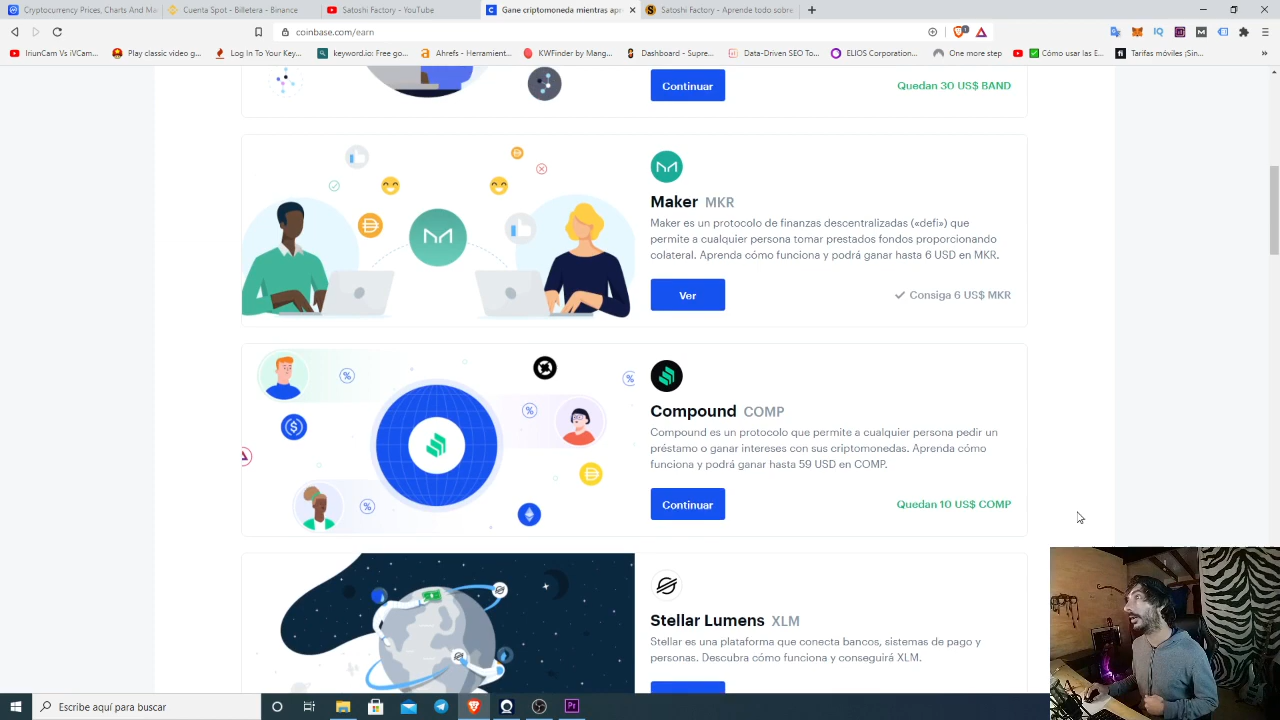 Cryptocurrency Prices, Charts And Ma
Cuenta Spot - Billetera - Binance
Satoshi Factory - YouTube
Gane criptomoneda mientras apr
Satoshi Factory - Aprende todo sobre
coinbase.com/earn
IriunCam Vs iVCam...
Play classic video g...
Log In To Your Key...
keyword.io: Free goo...
Ahrefs - Herramient...
KWFinder by Mang...
Dashboard - Supre...
Data-Driven SEO To...
ELIOS Corporation...
One more step
Cómo usar las E...
Tarifas móviles ¡Sin...
Continuar
Quedan 30 US$ BAND
Maker MKR
Maker es un protocolo de finanzas descentralizadas («defi») que
permite a cualquier persona tomar prestados fondos proporcionando
colateral. Aprenda cómo funciona y podrá ganar hasta 6 USD en MKR.
Ver
Consiga 6 US$ MKR
Compound COMP
Compound es un protocolo que permite a cualquier persona pedir un
préstamo o ganar intereses con sus criptomonedas. Aprenda cómo
funciona y podrá ganar hasta 59 USD en COMP.
Continuar
Quedan 10 US$ COMP
Stellar Lumens XLM
Stellar es una plataforma que conecta bancos, sistemas de pago y
personas. Descubra cómo funciona y conseguirá XLM.
Escribe aquí para buscar